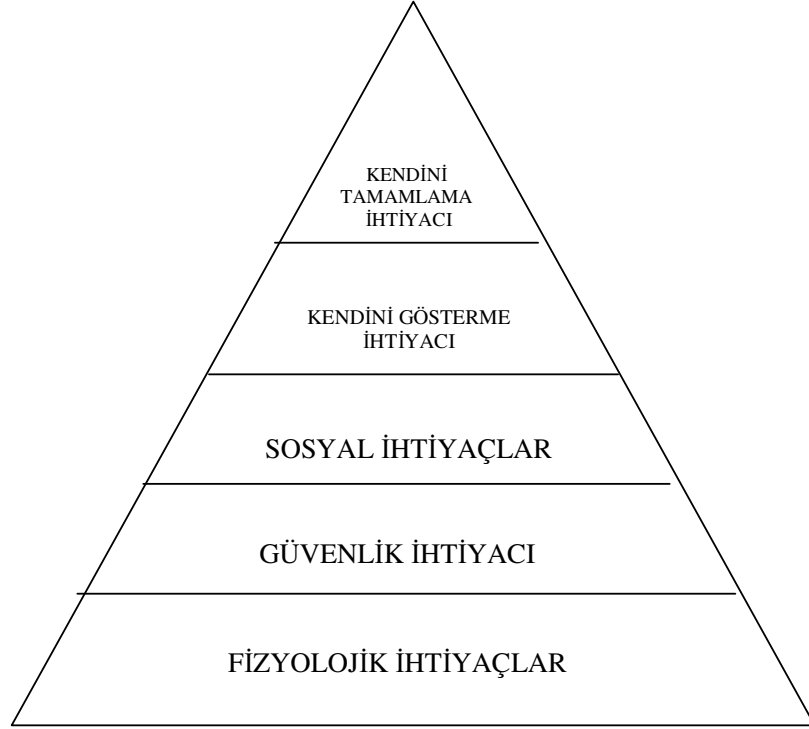 KENDİNİ
TAMAMLAMA
İHTİYACI
KENDİNİ GÖSTERME
İHTİYACI
SOSYAL İHTİYAÇLAR
GÜVENLİK İHTİYACI
FİZYOLOJİK İHTİYAÇLAR